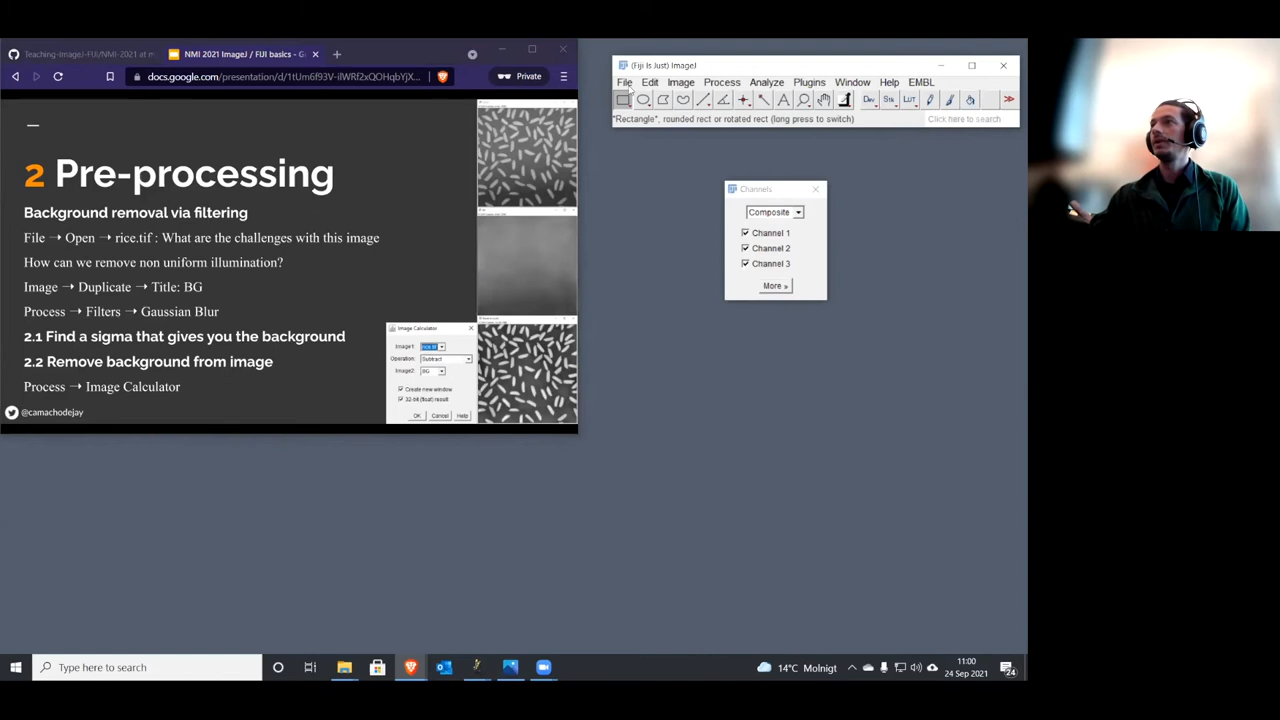 Teaching-ImageJ-FIJI/NMI-2021 at m
NMI 2021 ImageJ / FIJI basics - G
docs.google.com/presentation/d/1tUm6f93V-ilWRf2xQOHqbYjX...
Private
2 Pre-processing
Background removal via filtering
File → Open → rice.tif : What are the challenges with this image
How can we remove non uniform illumination?
Image → Duplicate → Title: BG
Process → Filters → Gaussian Blur
2.1 Find a sigma that gives you the background
2.2 Remove background from image
Process → Image Calculator
@camachodejay
Image Calculator
Image1: rice.tif
Operation: Subtract
Image2: BG
Create new window
32-bit (float) result
OK Cancel Help
(Fiji Is Just) ImageJ
File Edit Image Process Analyze Plugins Window Help EMBL
Dev Stk LUT
"Rectangle", rounded rect or rotated rect (long press to switch)
Click here to search
Channels
Composite
Channel 1
Channel 2
Channel 3
More »
Type here to search
14°C Molnigt
11:00
24 Sep 2021
24